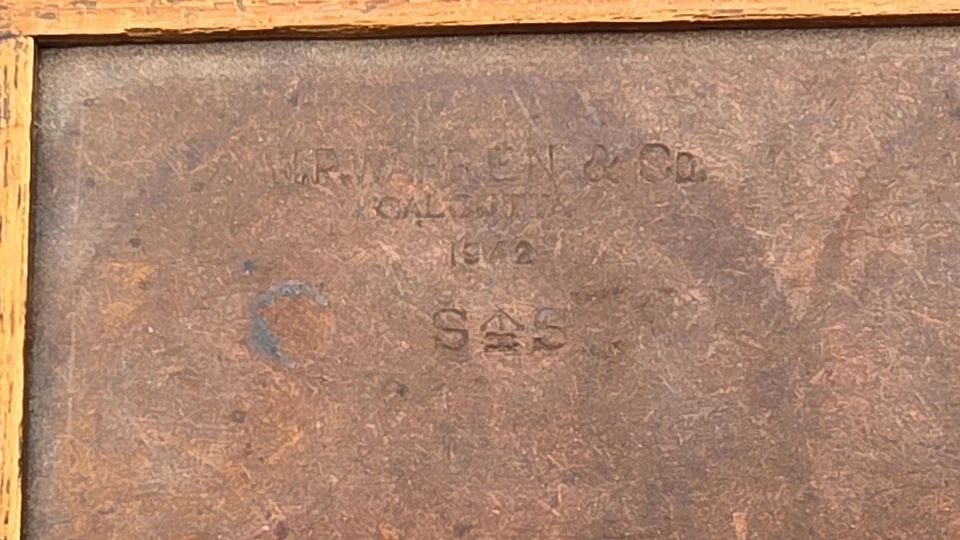 W.P. WARREN & Co.
CALCUTTA
1942
S S